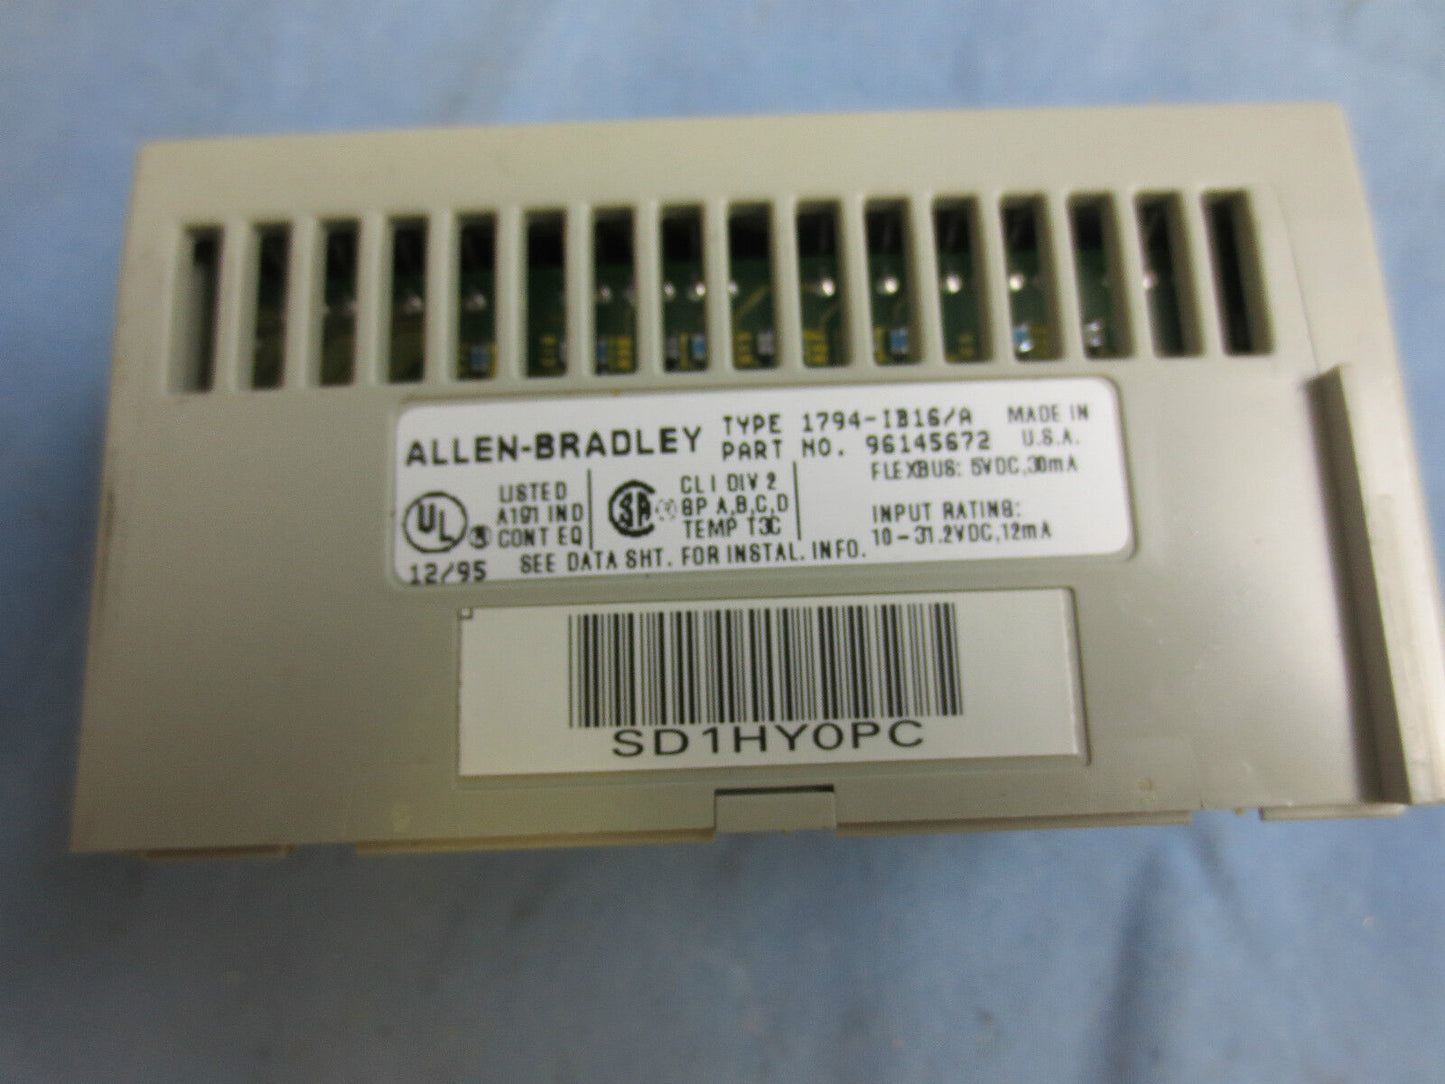 ALLEN-BRADLEY
TYPE 1794-IB16/A
PART NO. 96145672
MADE IN
U.S.A.
FLEXBUS: 5VDC,30mA
UL
LISTED
A191 IND
CONT EQ
SA
CL I DIV 2
GP A,B,C,D
TEMP T3C
INPUT RATING:
10-31.2VDC,12mA
12/95
SEE DATA SHT. FOR INSTAL. INFO.
SD1HY0PC